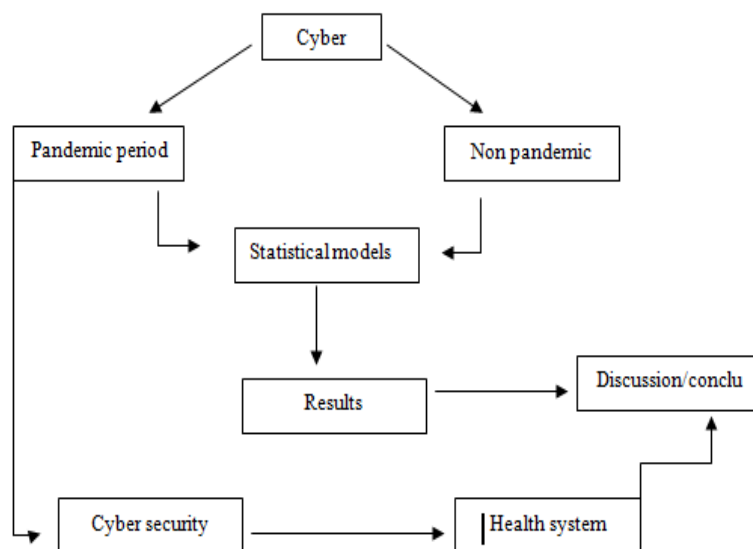 Cyber
Pandemic period
Non pandemic
Statistical models
Results
Discussion/conclu
Cyber security
Health system